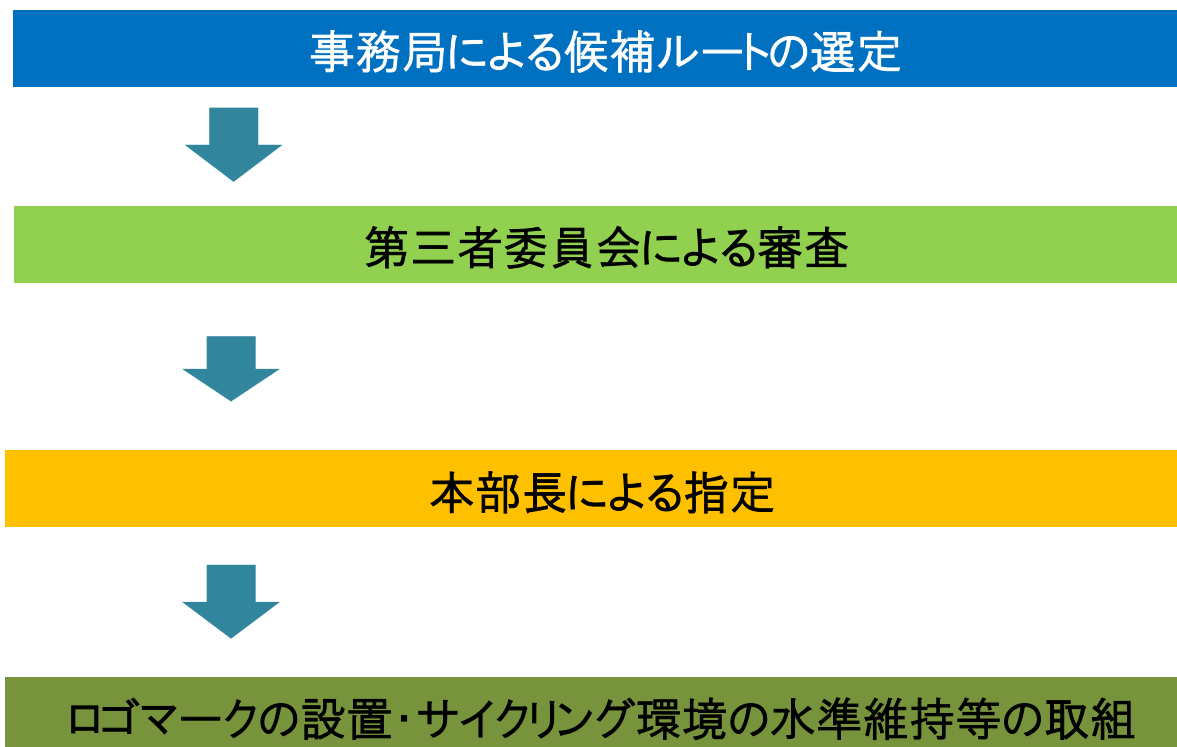 事務局による候補ルートの選定
第三者委員会による審査
本部長による指定
ロゴマークの設置・サイクリング環境の水準維持等の取組